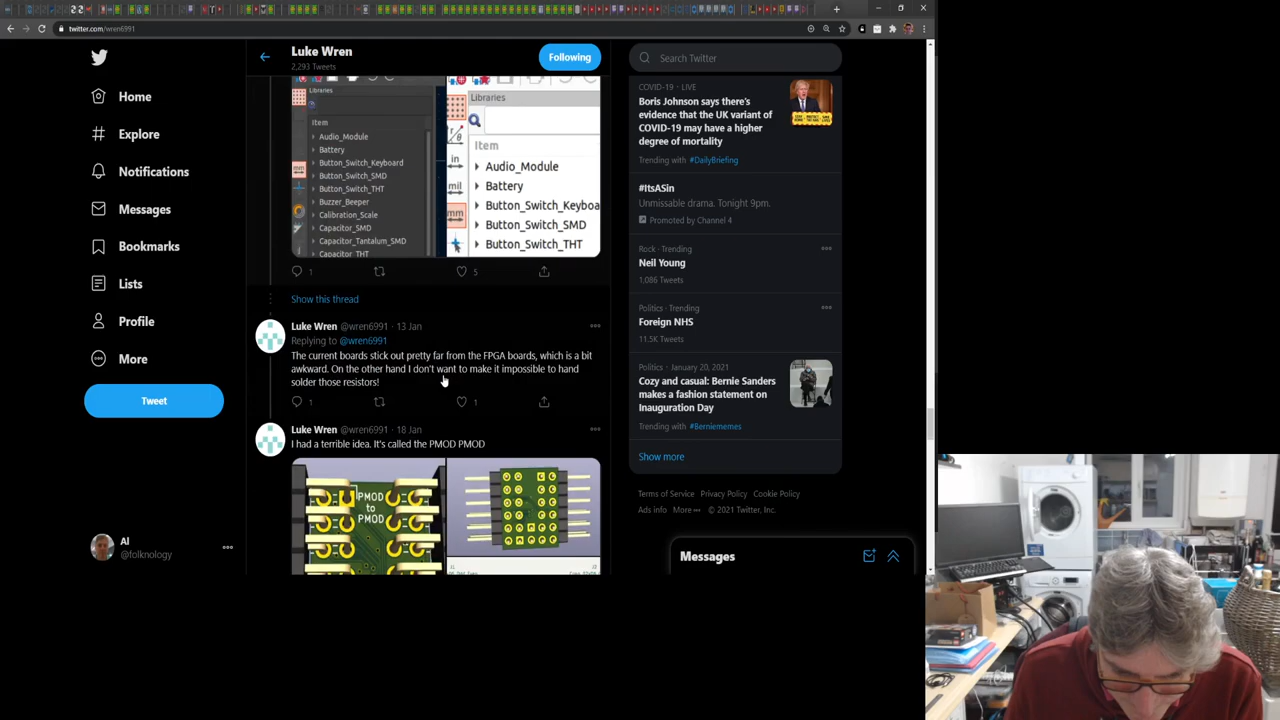 twitter.com/wren6991
Luke Wren
2,293 Tweets
Following
Search Twitter
Home
Explore
Notifications
Messages
Bookmarks
Lists
Profile
More
Tweet
Al
@folknology
Libraries
Item
Audio_Module
Battery
Button_Switch_Keyboard
Button_Switch_SMD
Button_Switch_THT
Buzzer_Beeper
Calibration_Scale
Capacitor_SMD
Capacitor_Tantalum_SMD
Capacitor_THT
in
mil
mm
Libraries
Item
Audio_Module
Battery
Button_Switch_Keyboa
Button_Switch_SMD
Button_Switch_THT
1
5
Show this thread
Luke Wren @wren6991 · 13 Jan
Replying to @wren6991
The current boards stick out pretty far from the FPGA boards, which is a bit
awkward. On the other hand I don't want to make it impossible to hand
solder those resistors!
1
1
Luke Wren @wren6991 · 18 Jan
I had a terrible idea. It's called the PMOD PMOD
PMOD
to
PMOD
COVID-19 · LIVE
Boris Johnson says there's
evidence that the UK variant of
COVID-19 may have a higher
degree of mortality
Trending with #DailyBriefing
#ItsASin
Unmissable drama. Tonight 9pm.
Promoted by Channel 4
Rock · Trending
Neil Young
1,086 Tweets
Politics · Trending
Foreign NHS
11.5K Tweets
Politics · January 20, 2021
Cozy and casual: Bernie Sanders
makes a fashion statement on
Inauguration Day
Trending with #Berniememes
Show more
Terms of Service Privacy Policy Cookie Policy
Ads info More © 2021 Twitter, Inc.
Messages